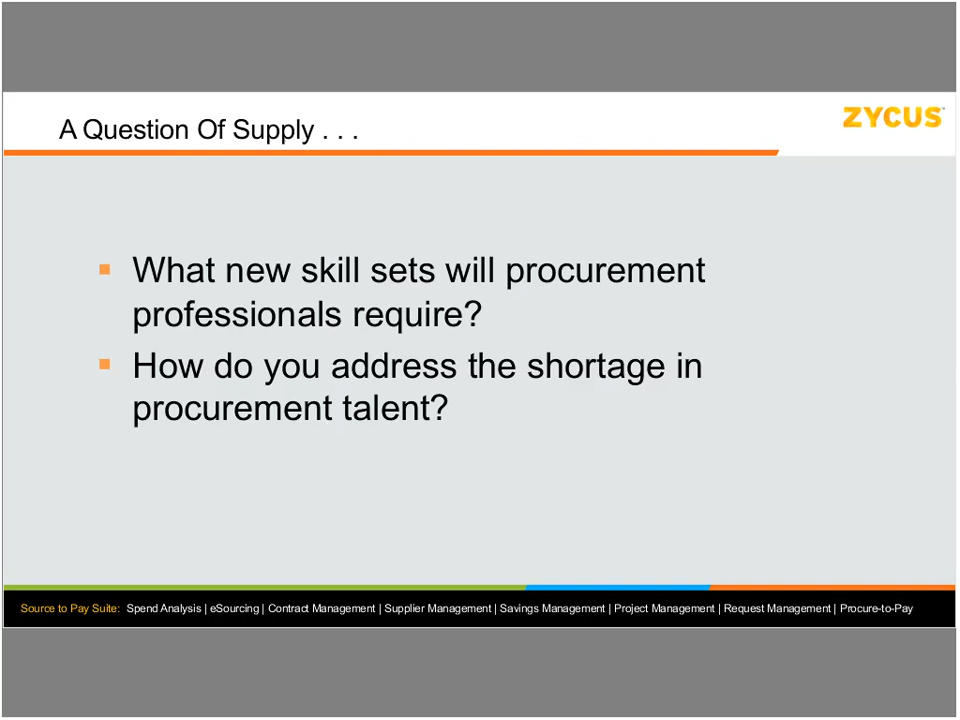 A Question Of Supply . . .
ZYCUS™
▪ What new skill sets will procurement
professionals require?
▪ How do you address the shortage in
procurement talent?
Source to Pay Suite: Spend Analysis | eSourcing | Contract Management | Supplier Management | Savings Management | Project Management | Request Management | Procure-to-Pay